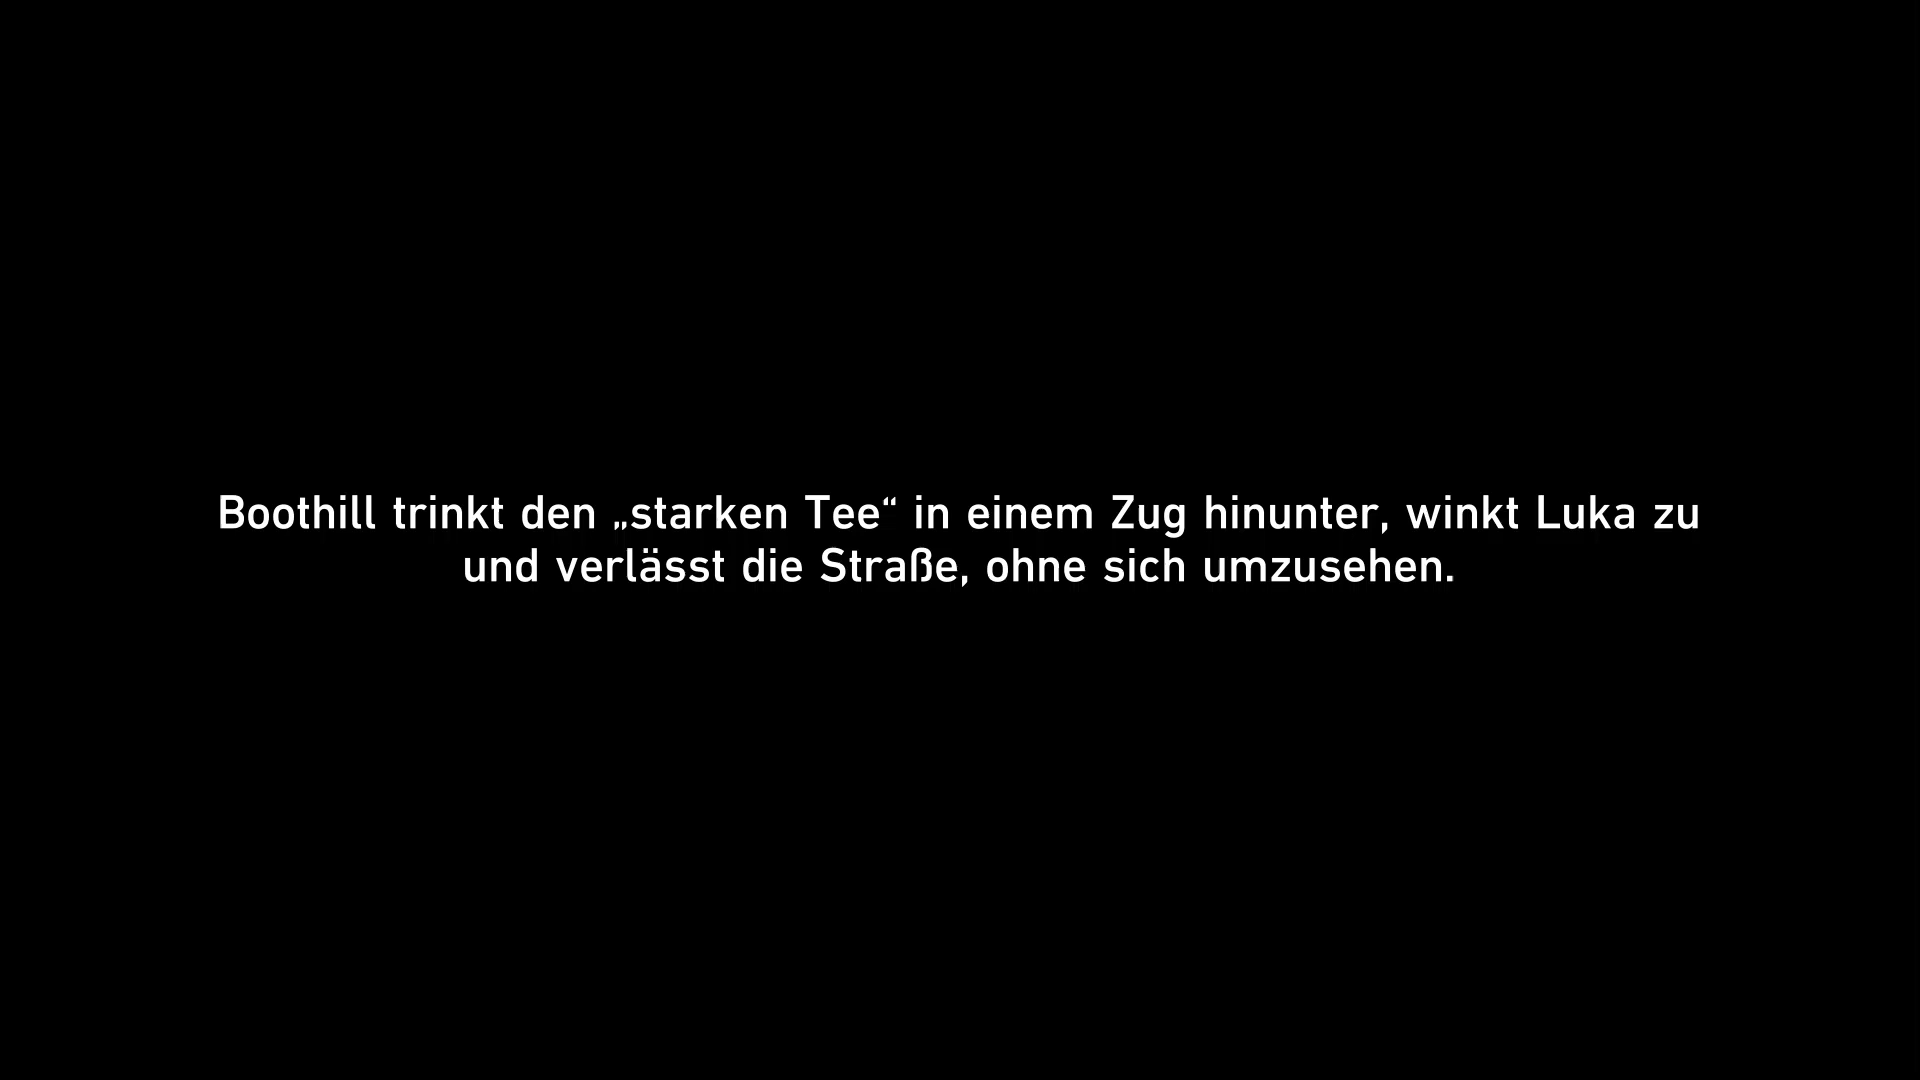 Boothill trinkt den „starken Tee“ in einem Zug hinunter, winkt Luka zu
und verlässt die Straße, ohne sich umzusehen.